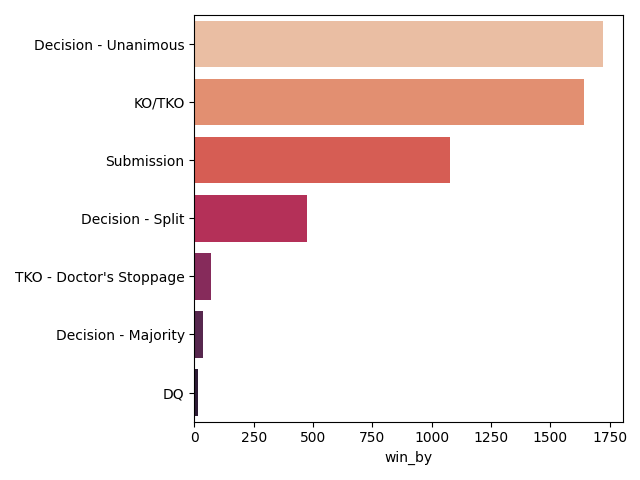 Decision - Unanimous
KO/TKO
Submission
Decision - Split
TKO - Doctor's Stoppage
Decision - Majority
DQ
0 250 500 750 1000 1250 1500 1750
win_by